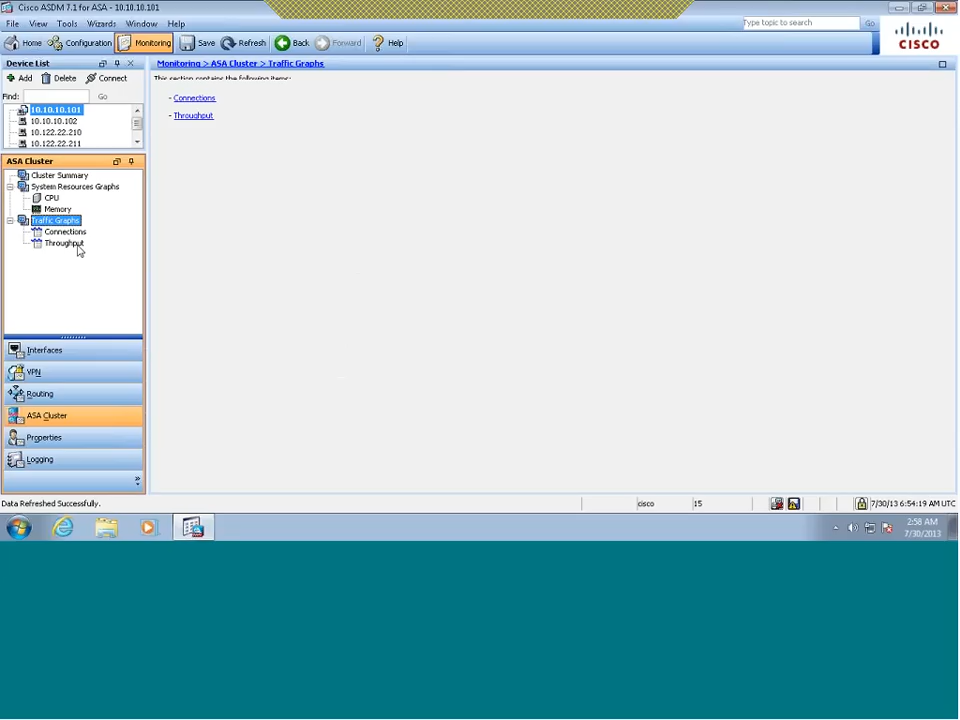 Cisco ASDM 7.1 for ASA - 10.10.10.101
File View Tools Wizards Window Help
Type topic to search Go
Home Configuration Monitoring Save Refresh Back Forward Help
CISCO
Device List
Add Delete Connect
Find: Go
10.10.10.101
10.10.10.102
10.122.22.210
10.122.22.211
ASA Cluster
Cluster Summary
System Resources Graphs
CPU
Memory
Traffic Graphs
Connections
Throughput
Interfaces
VPN
Routing
ASA Cluster
Properties
Logging
Monitoring > ASA Cluster > Traffic Graphs
This section contains the following items:
- Connections
- Throughput
Data Refreshed Successfully.
cisco 15 7/30/13 6:54:19 AM UTC
2:58 AM
7/30/2013